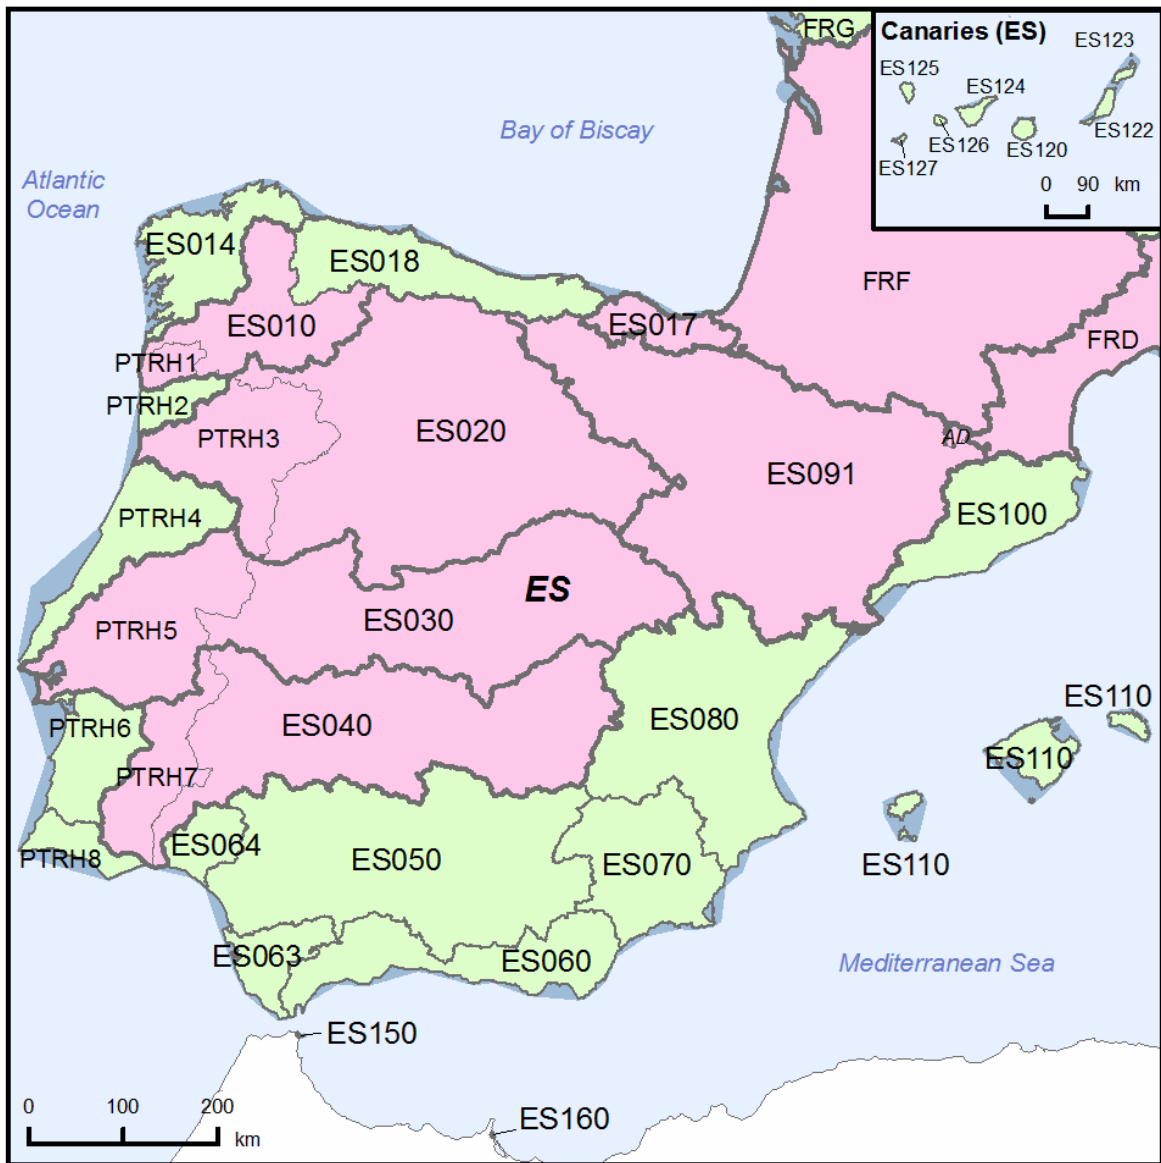 FRG
Canaries (ES)
ES123
ES125
ES124
ES126
ES120
ES122
ES127
0 90 km
Bay of Biscay
Atlantic
Ocean
ES014
ES018
FRF
ES010
ES017
FRD
PTRH1
PTRH2
PTRH3
ES020
AD
ES091
PTRH4
ES100
ES
PTRH5
ES030
ES110
PTRH6
ES040
ES080
ES110
PTRH7
ES064
PTRH8
ES050
ES070
ES110
ES063
ES060
Mediterranean Sea
ES150
0 100 200
km
ES160